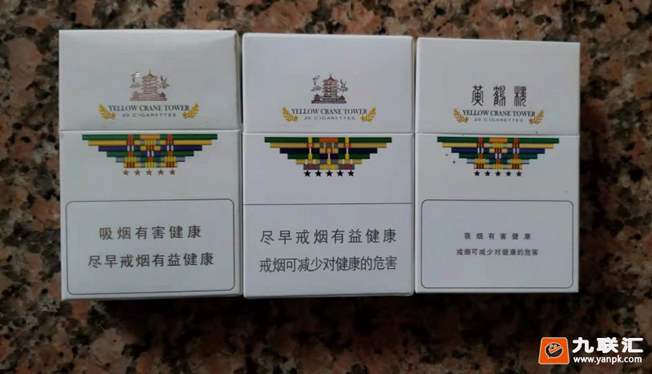 YELLOW CRANE TOWER
20 CIGARETTES
吸烟有害健康
尽早戒烟有益健康
YELLOW CRANE TOWER
20 CIGARETTES
尽早戒烟有益健康
戒烟可减少对健康的危害
黄鹤楼
YELLOW CRANE TOWER
20 CIGARETTES
吸烟有害健康
戒烟可减少对健康的危害
九联汇
www.yanpk.com